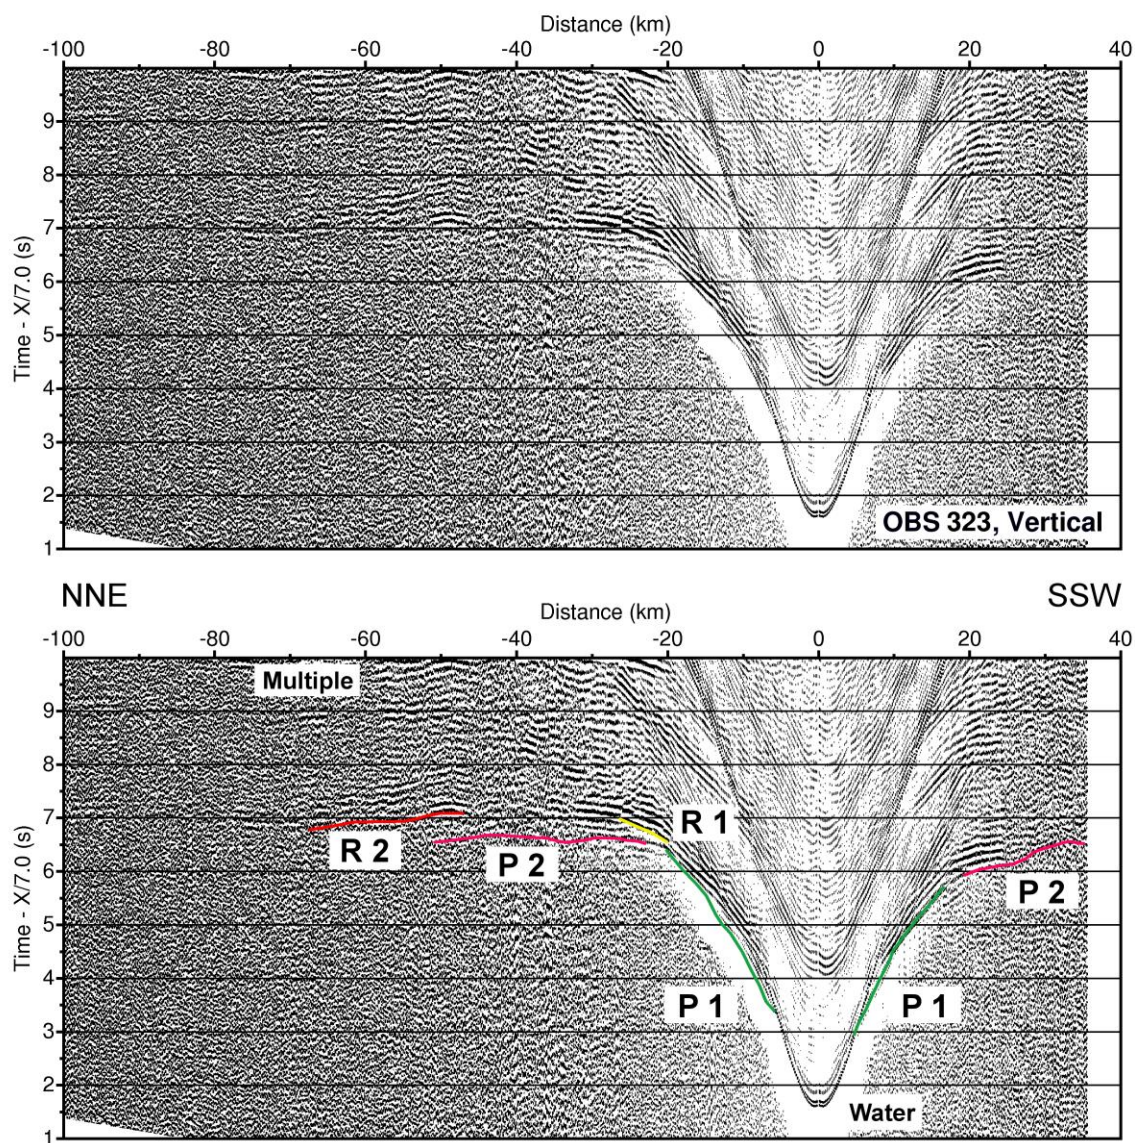 Distance (km)
-100 -80 -60 -40 -20 0 20 40
9
8
7
6
5
4
3
2
1
Time - X/7.0 (s)
OBS 323, Vertical
NNE SSW
Distance (km)
-100 -80 -60 -40 -20 0 20 40
Multiple
9
8
7
6
5
4
3
2
1
Time - X/7.0 (s)
R 1
R 2
P 2
P 2
P 1
P 1
Water